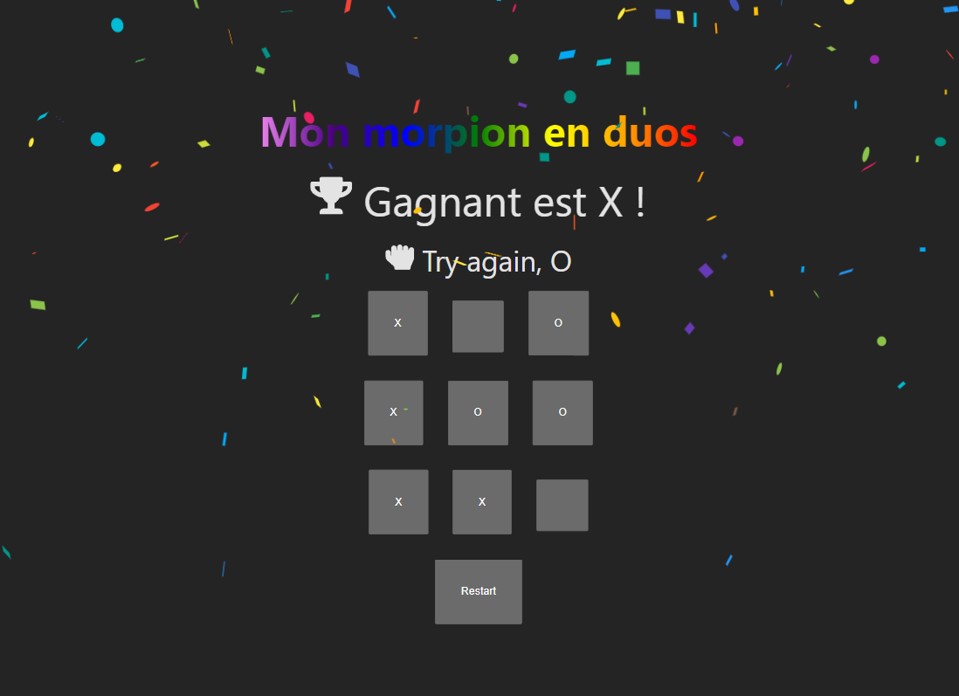 Mon morpion en duos
Gagnant est X !
Try again, O
X O
X O O
X X
Restart